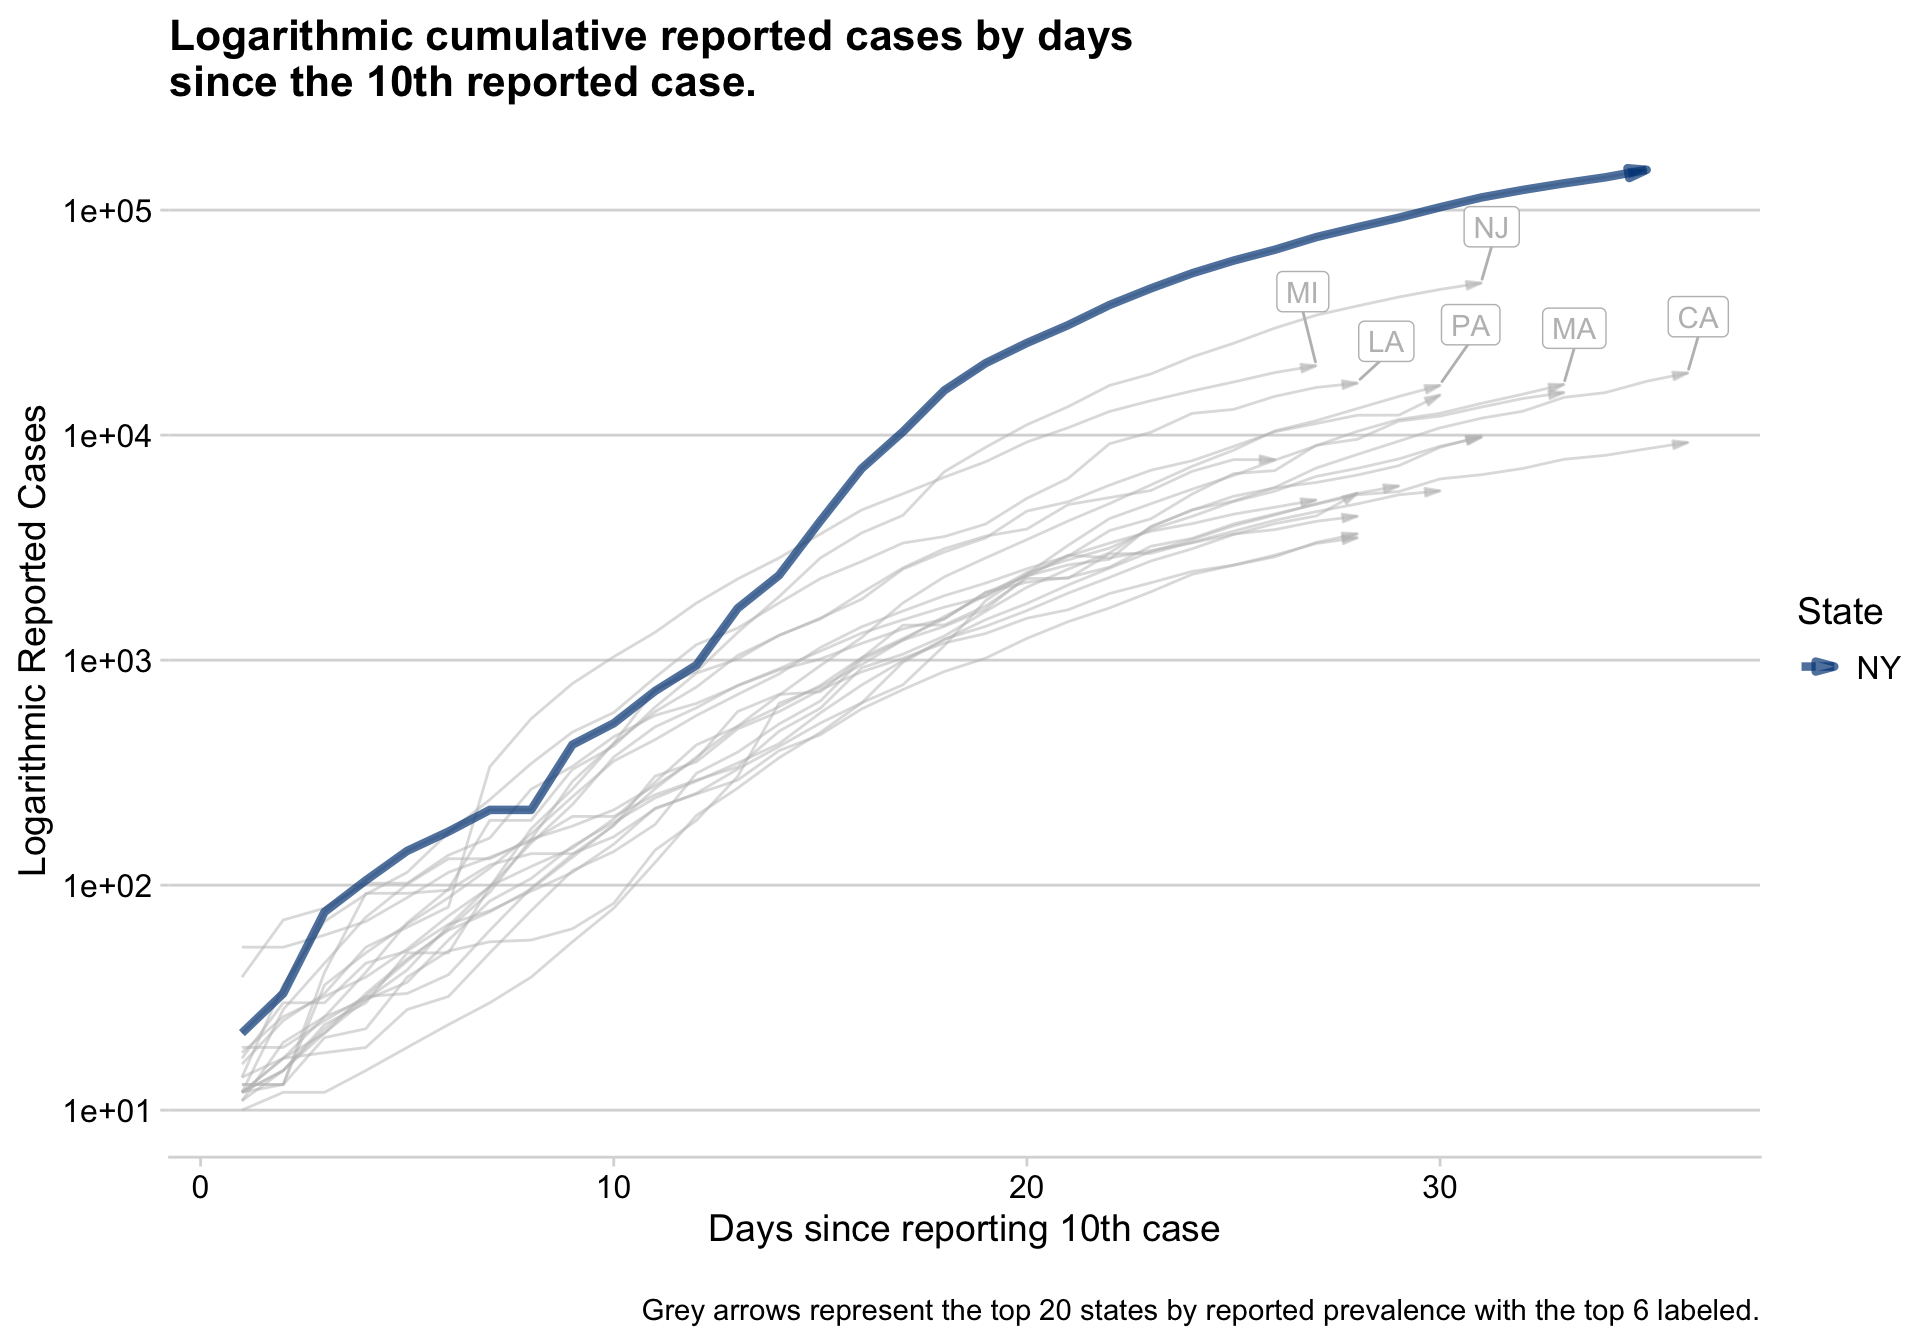 Logarithmic cumulative reported cases by days
since the 10th reported case.
1e+05
1e+04
1e+03
1e+02
1e+01
Logarithmic Reported Cases
NJ
MI
LA
PA
MA
CA
State
NY
0
10
20
30
Days since reporting 10th case
Grey arrows represent the top 20 states by reported prevalence with the top 6 labeled.